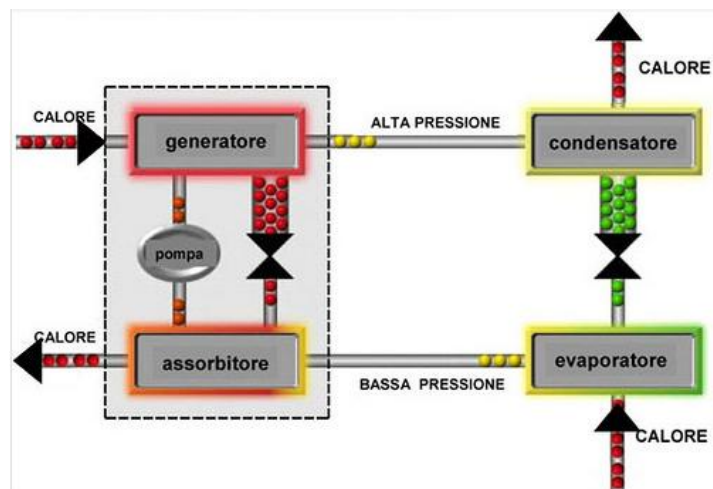 CALORE
CALORE
generatore
ALTA PRESSIONE
condensatore
pompa
CALORE
assorbitore
BASSA PRESSIONE
evaporatore
CALORE